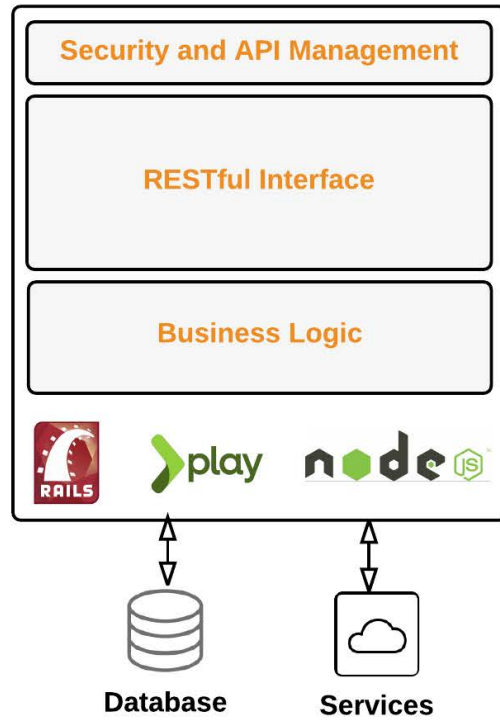 Security and API Management
RESTful Interface
Business Logic
RAILS
play
node
JS
Database
Services